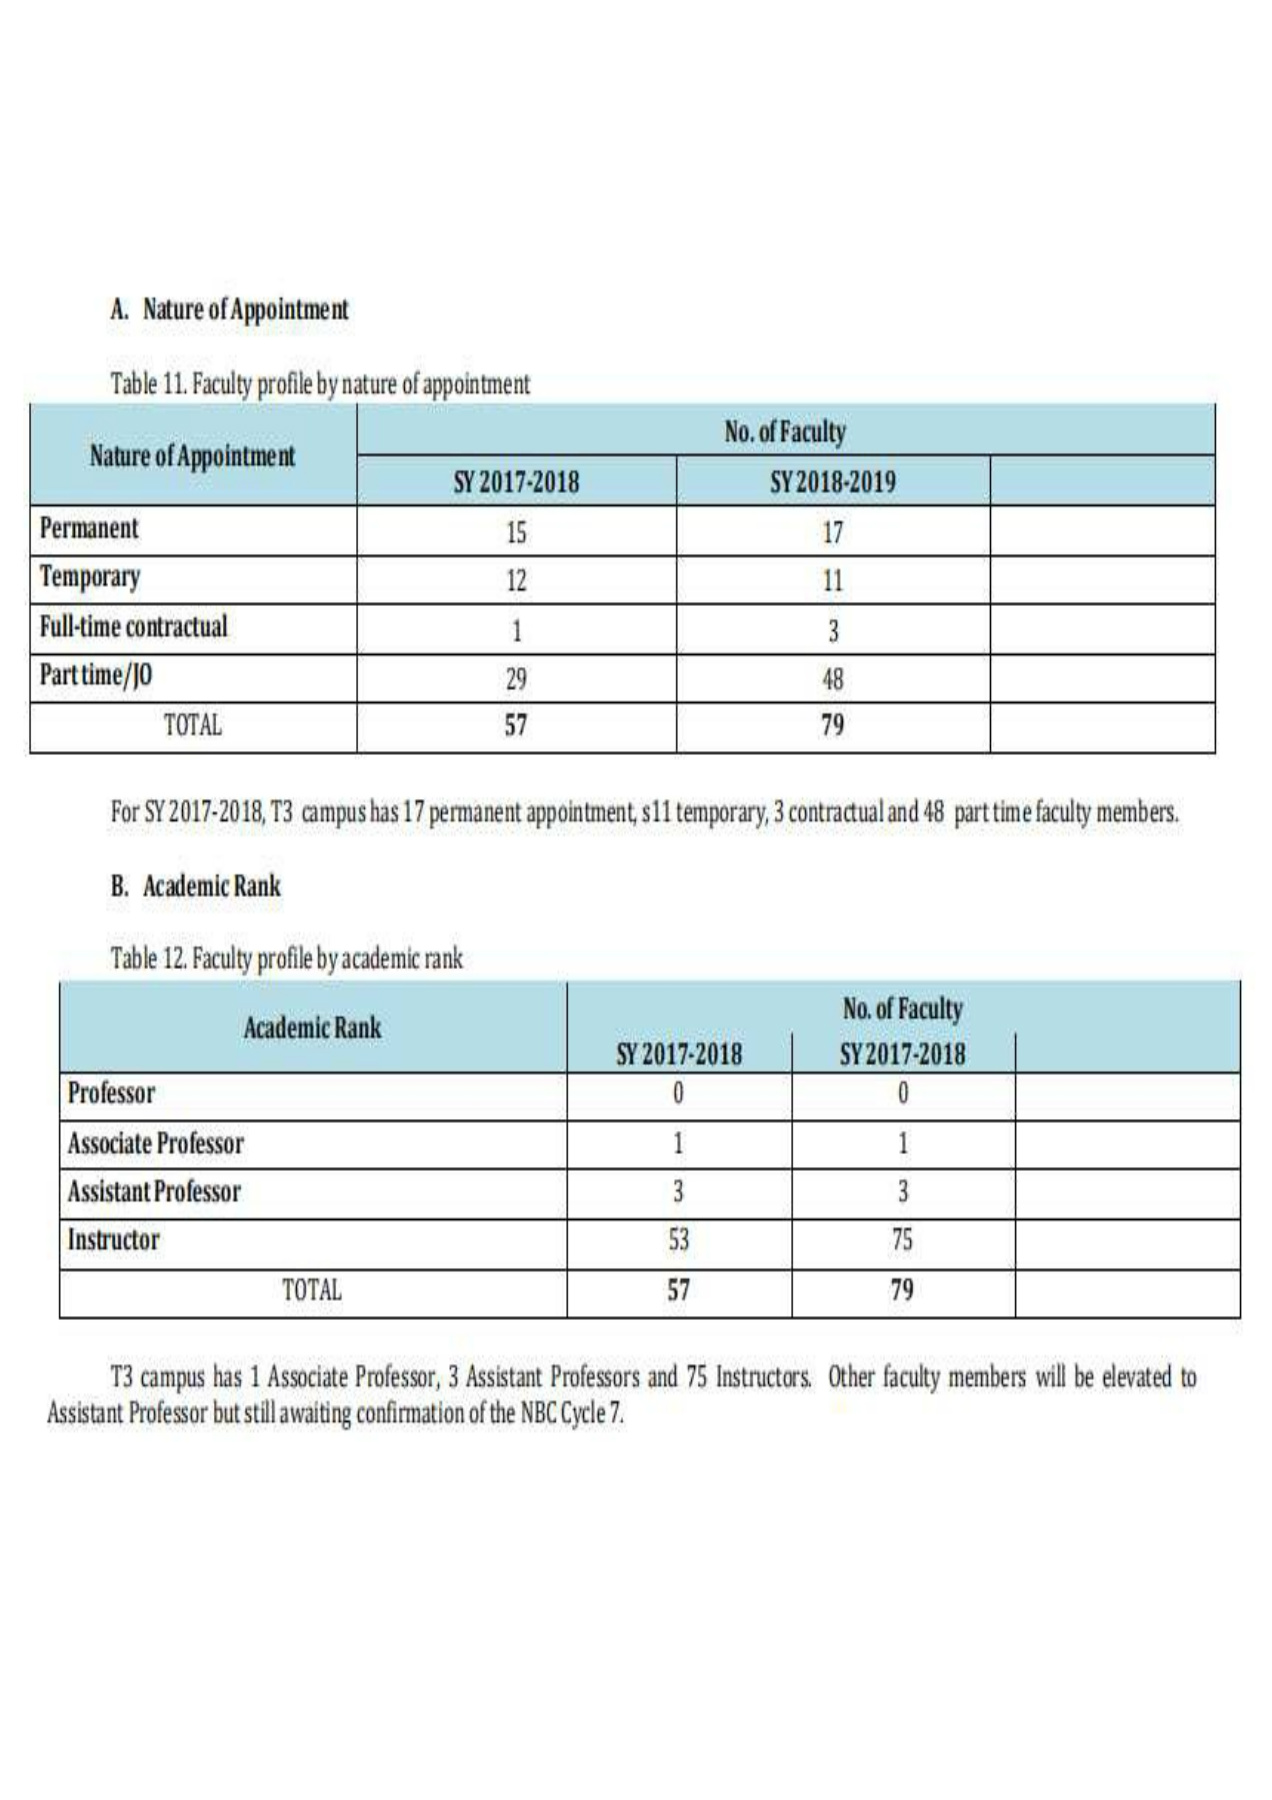 A. Nature of Appointment
Table 11. Faculty profile by nature of appointment
Nature of Appointment No. of Faculty
SY 2017-2018 SY 2018-2019
Permanent 15 17
Temporary 12 11
Full-time contractual 1 3
Part time/JO 29 48
TOTAL 57 79
For SY 2017-2018, T3 campus has 17 permanent appointment, s11 temporary, 3 contractual and 48 part time faculty members.
B. Academic Rank
Table 12. Faculty profile by academic rank
Academic Rank No. of Faculty
SY 2017-2018 SY 2017-2018
Professor 0 0
Associate Professor 1 1
Assistant Professor 3 3
Instructor 53 75
TOTAL 57 79
T3 campus has 1 Associate Professor, 3 Assistant Professors and 75 Instructors. Other faculty members will be elevated to
Assistant Professor but still awaiting confirmation of the NBC Cycle 7.